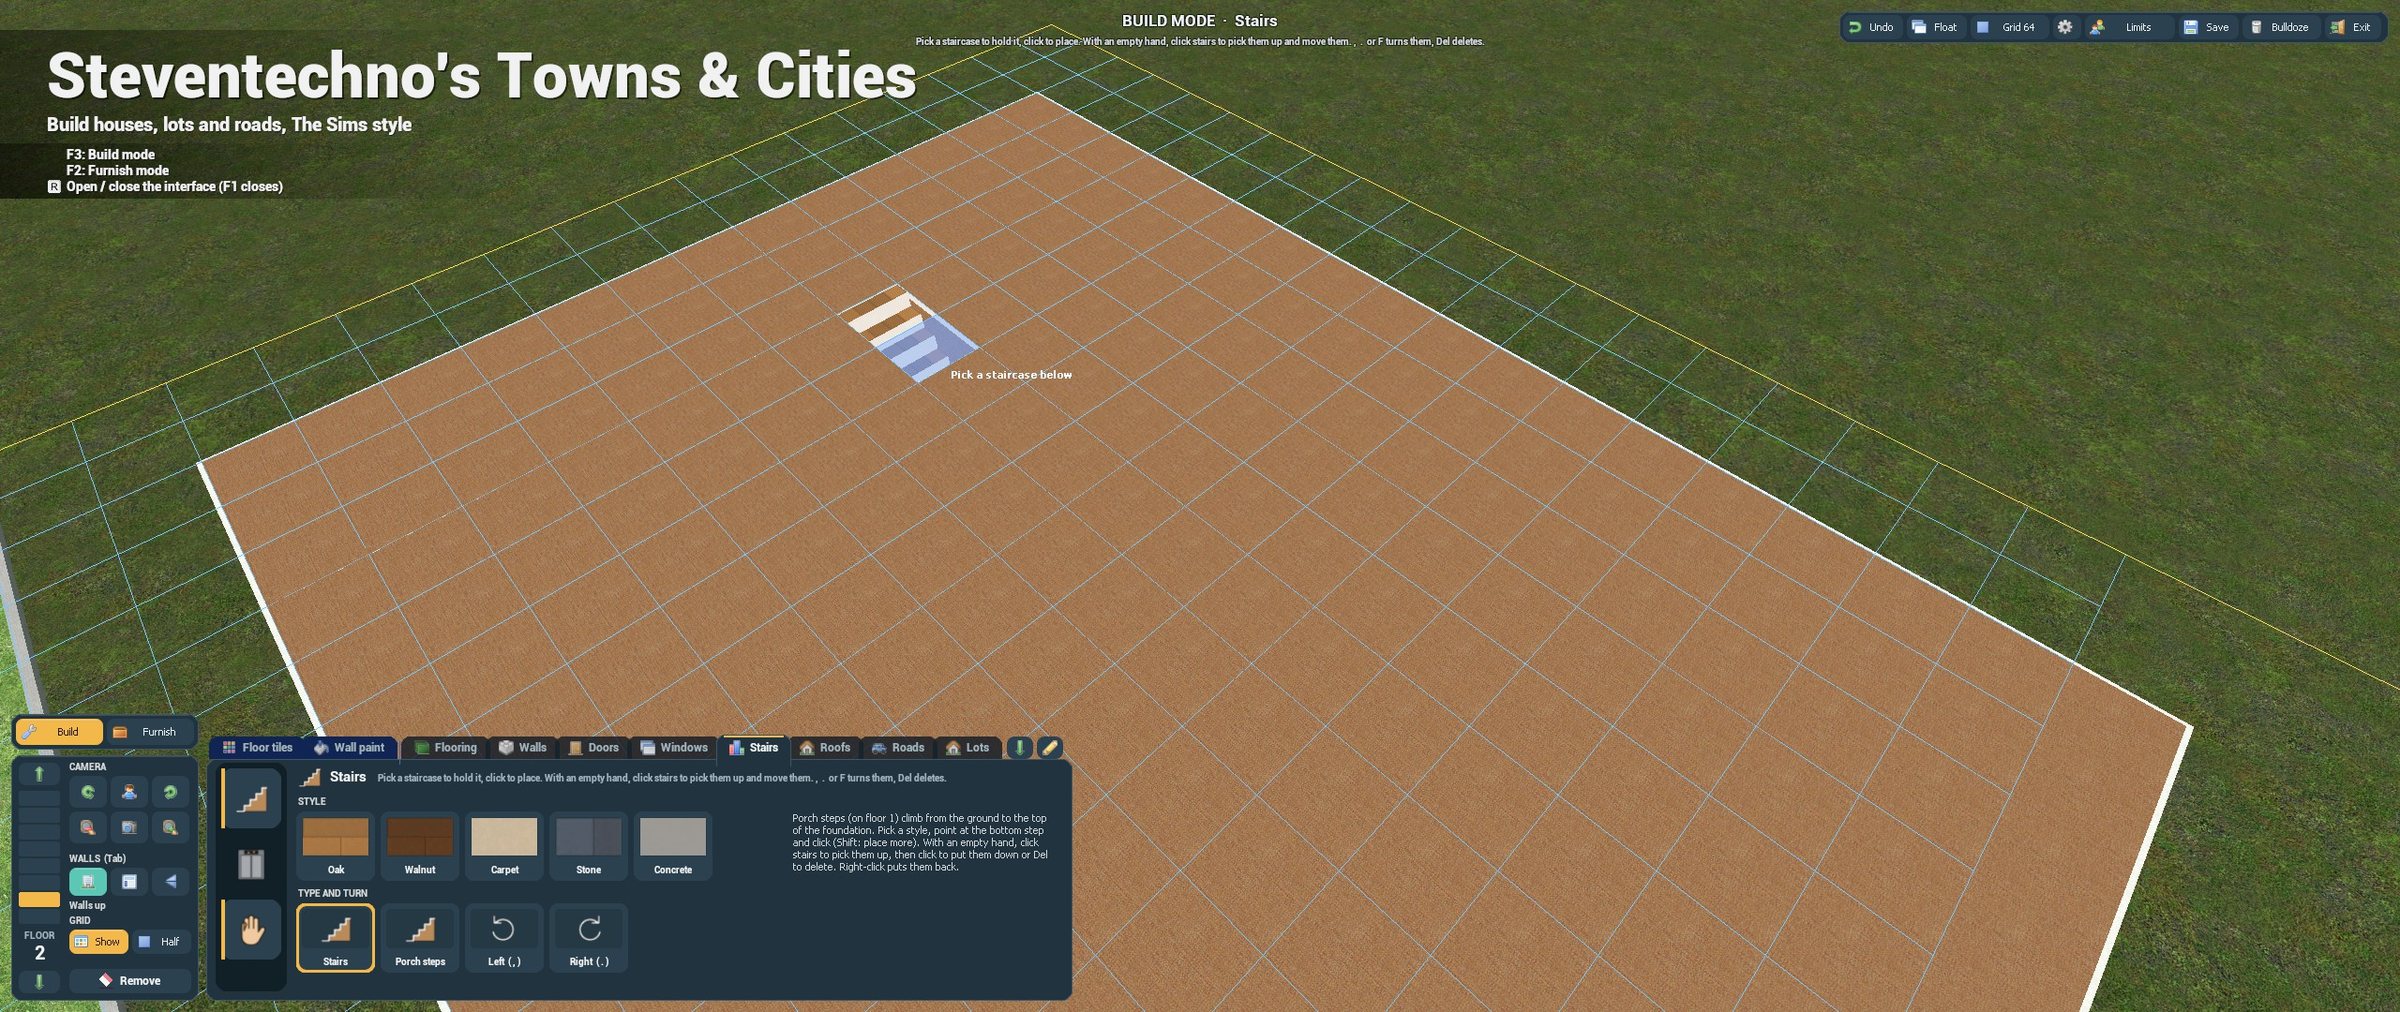 BUILD MODE · Stairs
Pick a staircase to hold it, click to place. With an empty hand, click stairs to pick them up and move them. , . or F turns them, Del deletes.
Undo
Float
Grid 64
Limits
Save
Bulldoze
Exit
Steventechno's Towns & Cities
Build houses, lots and roads, The Sims style
F3: Build mode
F2: Furnish mode
R Open / close the interface (F1 closes)
Pick a staircase below
Build
Furnish
CAMERA
WALLS (Tab)
Walls up
GRID
Show
Half
FLOOR
2
Remove
Floor tiles
Wall paint
Flooring
Walls
Doors
Windows
Stairs
Roofs
Roads
Lots
Stairs
Pick a staircase to hold it, click to place. With an empty hand, click stairs to pick them up and move them. , . or F turns them, Del deletes.
STYLE
Oak
Walnut
Carpet
Stone
Concrete
Porch steps (on floor 1) climb from the ground to the top
of the foundation. Pick a style, point at the bottom step
and click (Shift: place more). With an empty hand, click
stairs to pick them up, then click to put them down or Del
to delete. Right-click puts them back.
TYPE AND TURN
Stairs
Porch steps
Left (,)
Right (.)